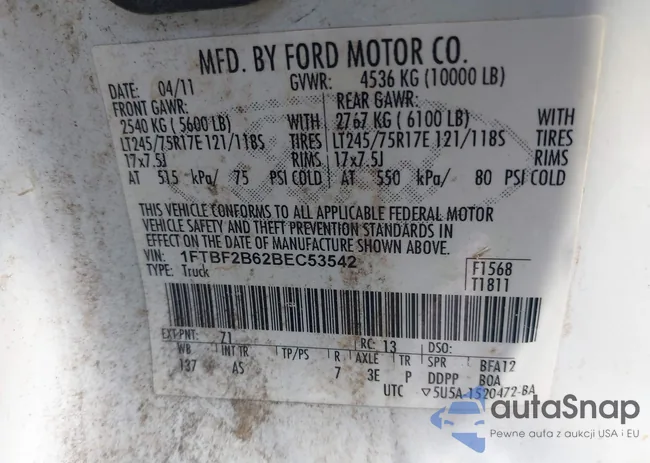 MFD. BY FORD MOTOR CO.
DATE: 04/11 GVWR: 4536 KG (10000 LB)
FRONT GAWR: REAR GAWR:
2540 KG ( 5600 LB) WITH 2767 KG ( 6100 LB) WITH
LT245/75R17E 121/118S TIRES LT245/75R17E 121/118S TIRES
17x7.5J RIMS 17x7.5J RIMS
AT 515 kPa/ 75 PSI COLD AT 550 kPa/ 80 PSI COLD
THIS VEHICLE CONFORMS TO ALL APPLICABLE FEDERAL MOTOR
VEHICLE SAFETY AND THEFT PREVENTION STANDARDS IN
EFFECT ON THE DATE OF MANUFACTURE SHOWN ABOVE.
VIN: 1FTBF2B62BEC53542
TYPE: Truck
F1568
T1811
EXT PNT: 71 RC: 13 DSO:
WB INT TR TP/PS R AXLE TR SPR BFA12
137 AS 7 3E P DDPP BOA
UTC ▽5U5A-1520472-BA
autaSnap
Pewne auta z aukcji USA i EU